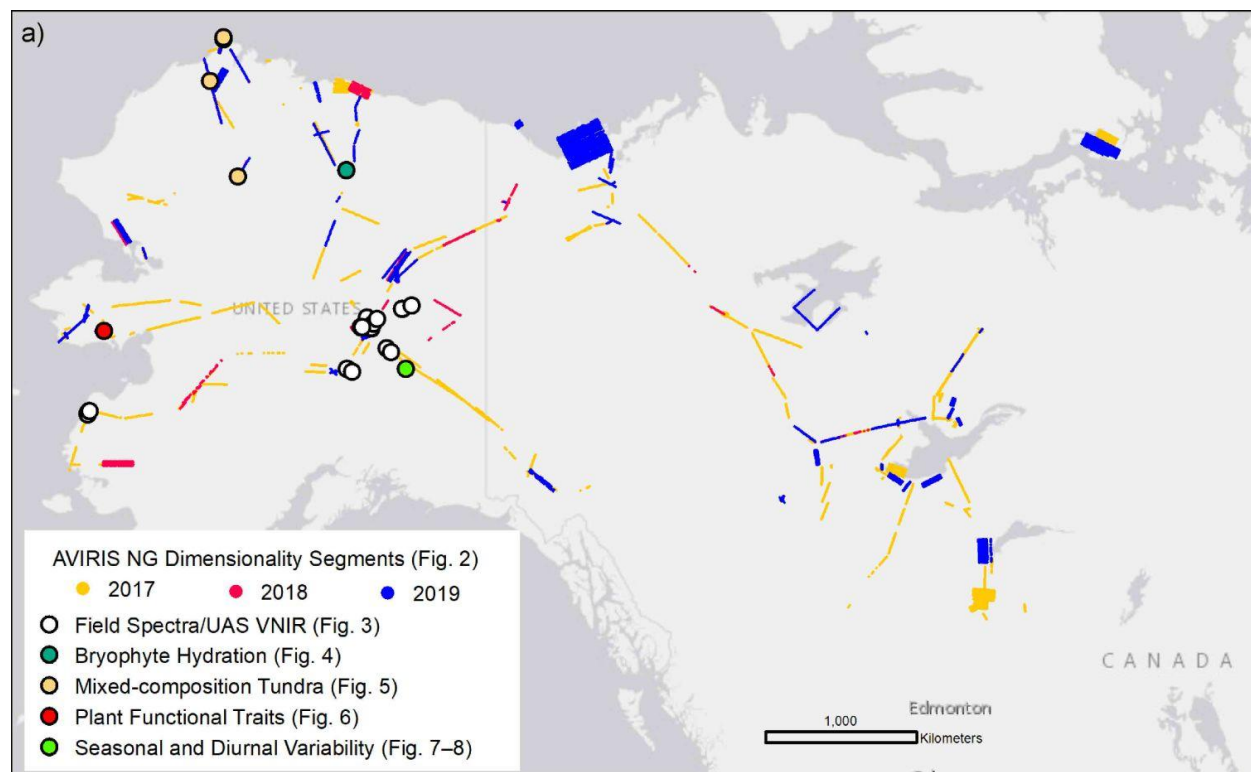 a)
UNITED STATES
AVIRIS NG Dimensionality Segments (Fig. 2)
2017 2018 2019
Field Spectra/UAS VNIR (Fig. 3)
Bryophyte Hydration (Fig. 4)
Mixed-composition Tundra (Fig. 5)
Plant Functional Traits (Fig. 6)
Seasonal and Diurnal Variability (Fig. 7–8)
CANADA
Edmonton
1,000
Kilometers